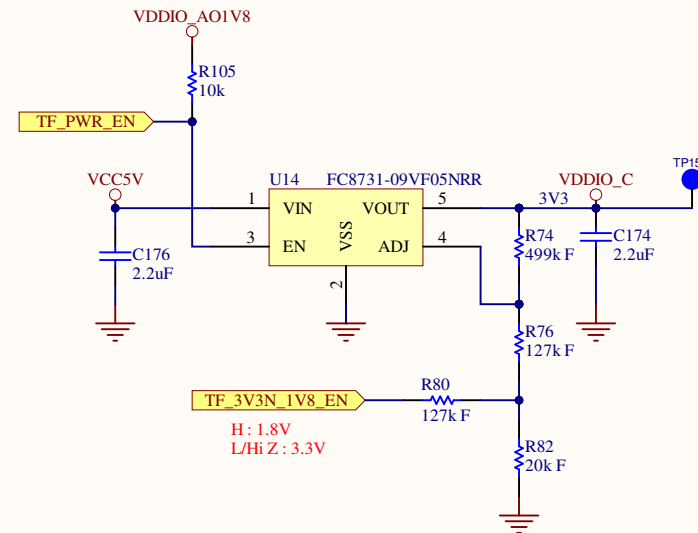 VDDIO_AO1V8
R105
10k
TF_PWR_EN
VCC5V
U14
FC8731-09VF05NRR
VDDIO_C
TP15
1
VIN
VOUT
5
3V3
3
EN
VSS
ADJ
4
2
C176
2.2uF
R74
499k F
C174
2.2uF
R76
127k F
R80
TF_3V3N_1V8_EN
127k F
H : 1.8V
L/Hi Z : 3.3V
R82
20k F